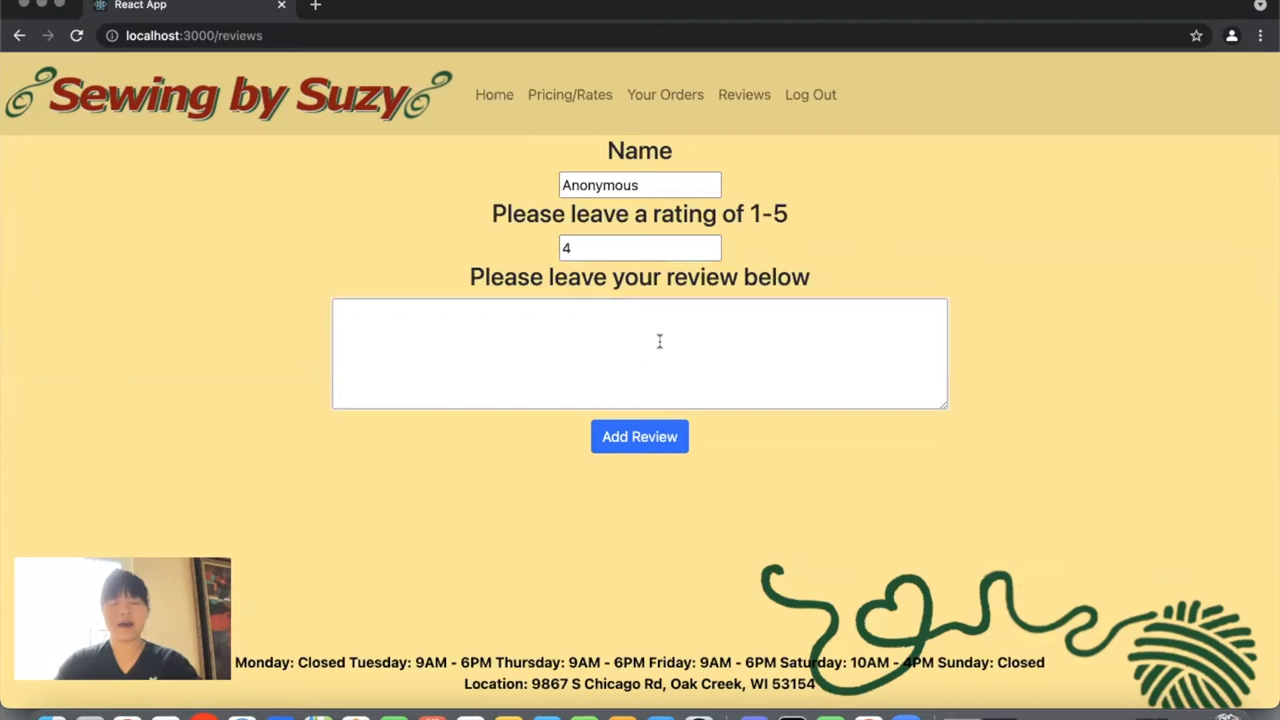 React App
localhost:3000/reviews
Sewing by Suzy
Home Pricing/Rates Your Orders Reviews Log Out
Name
Anonymous
Please leave a rating of 1-5
4
Please leave your review below
Add Review
Monday: Closed Tuesday: 9AM - 6PM Thursday: 9AM - 6PM Friday: 9AM - 6PM Saturday: 10AM - 4PM Sunday: Closed
Location: 9867 S Chicago Rd, Oak Creek, WI 53154